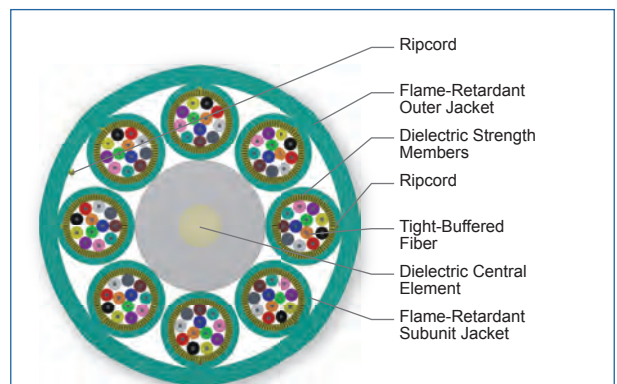 Ripcord
Flame-Retardant
Outer Jacket
Dielectric Strength
Members
Ripcord
Tight-Buffered
Fiber
Dielectric Central
Element
Flame-Retardant
Subunit Jacket